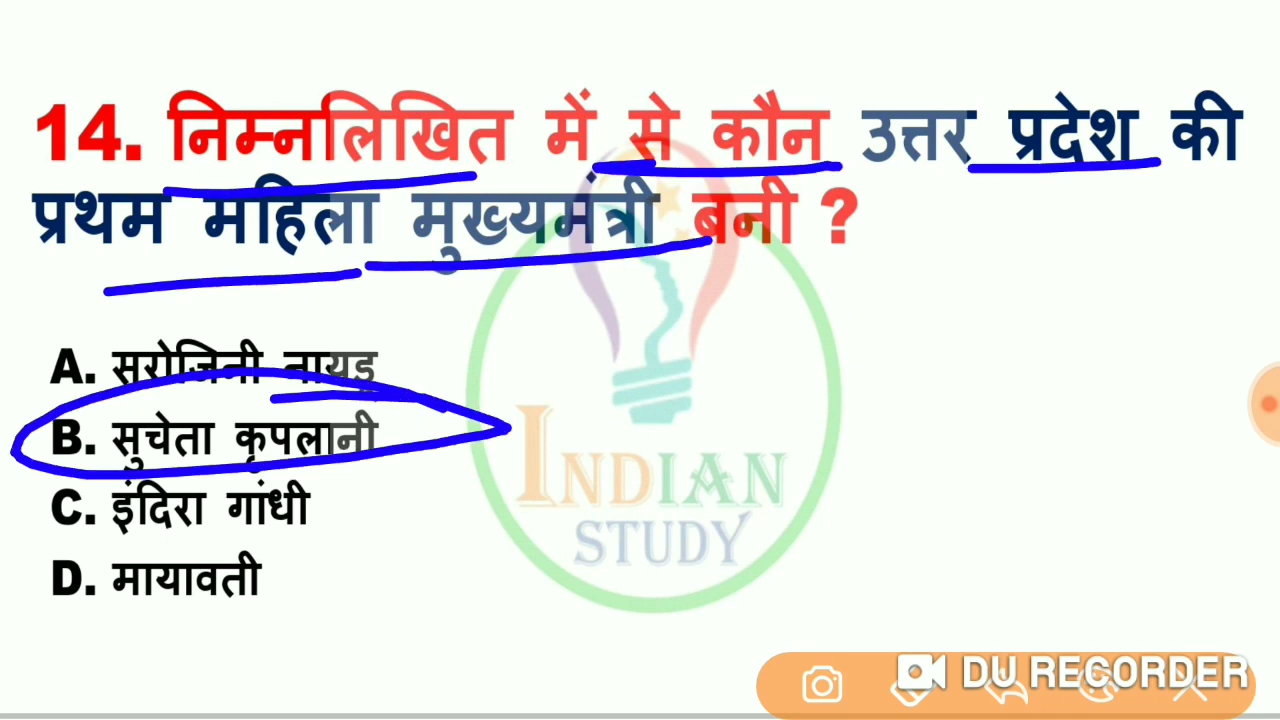 14. निम्नलिखित में से कौन उत्तर प्रदेश की
प्रथम महिला मुख्यमंत्री बनी ?
A. सरोजिनी नायडू
B. सुचेता कृपलानी
C. इंदिरा गांधी
D. मायावती
INDIAN
STUDY
DU RECORDER